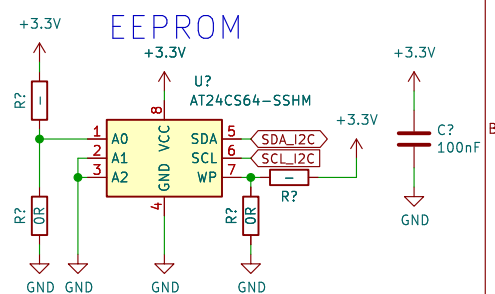 EEPROM
+3.3V
+3.3V
+3.3V
U?
AT24CS64-SSHM
R?
–
8
VCC
+3.3V
C?
100nF
B
1
A0
SDA
5
SDA_I2C
2
A1
SCL
6
SCL_I2C
3
A2
WP
7
–
R?
GND
4
R?
0R
R?
0R
GND
GND
GND
GND
GND